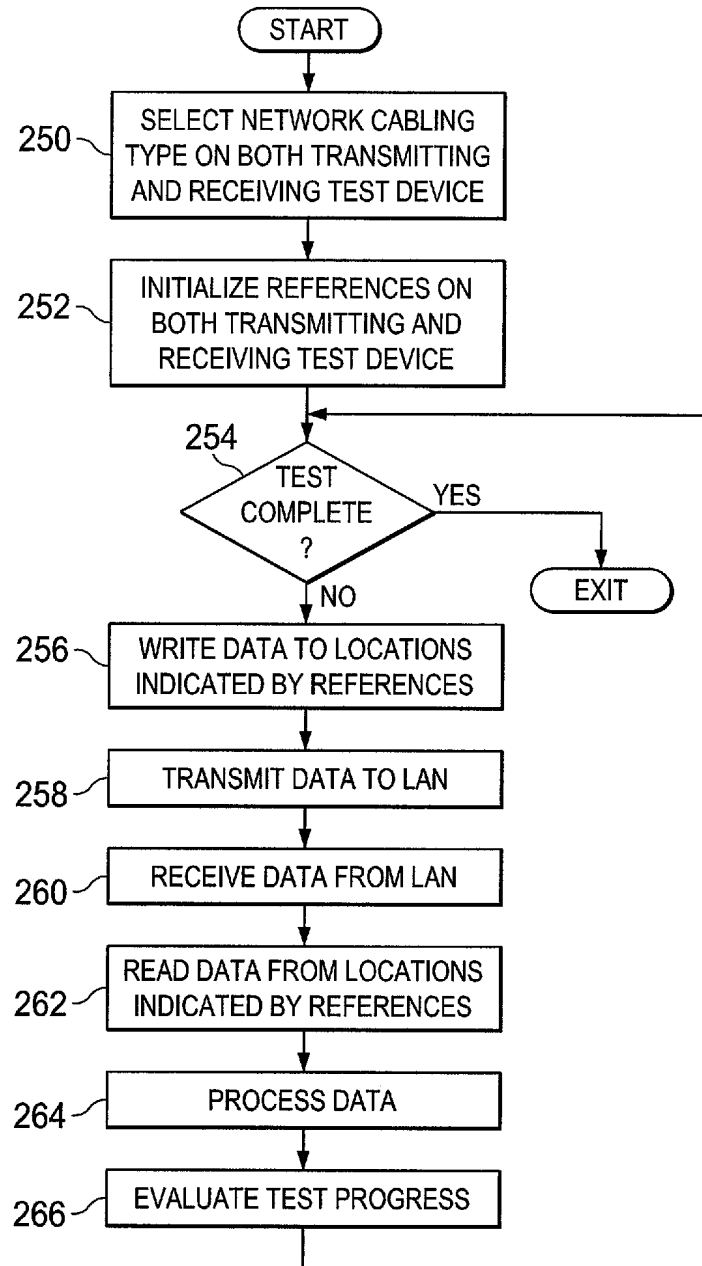 START
250
SELECT NETWORK CABLING
TYPE ON BOTH TRANSMITTING
AND RECEIVING TEST DEVICE
252
INITIALIZE REFERENCES ON
BOTH TRANSMITTING AND
RECEIVING TEST DEVICE
254
TEST
COMPLETE
?
YES
EXIT
NO
256
WRITE DATA TO LOCATIONS
INDICATED BY REFERENCES
258
TRANSMIT DATA TO LAN
260
RECEIVE DATA FROM LAN
262
READ DATA FROM LOCATIONS
INDICATED BY REFERENCES
264
PROCESS DATA
266
EVALUATE TEST PROGRESS